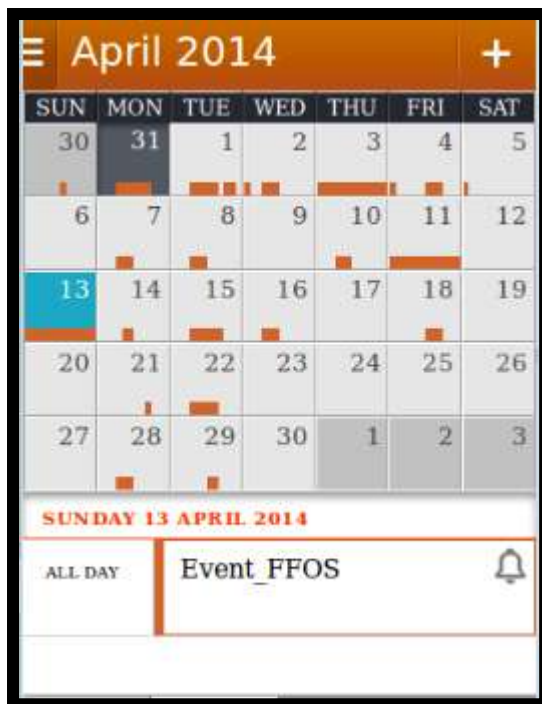 April 2014 +
SUN MON TUE WED THU FRI SAT
30 31 1 2 3 4 5
6 7 8 9 10 11 12
13 14 15 16 17 18 19
20 21 22 23 24 25 26
27 28 29 30 1 2 3
SUNDAY 13 APRIL 2014
ALL DAY Event_FFOS